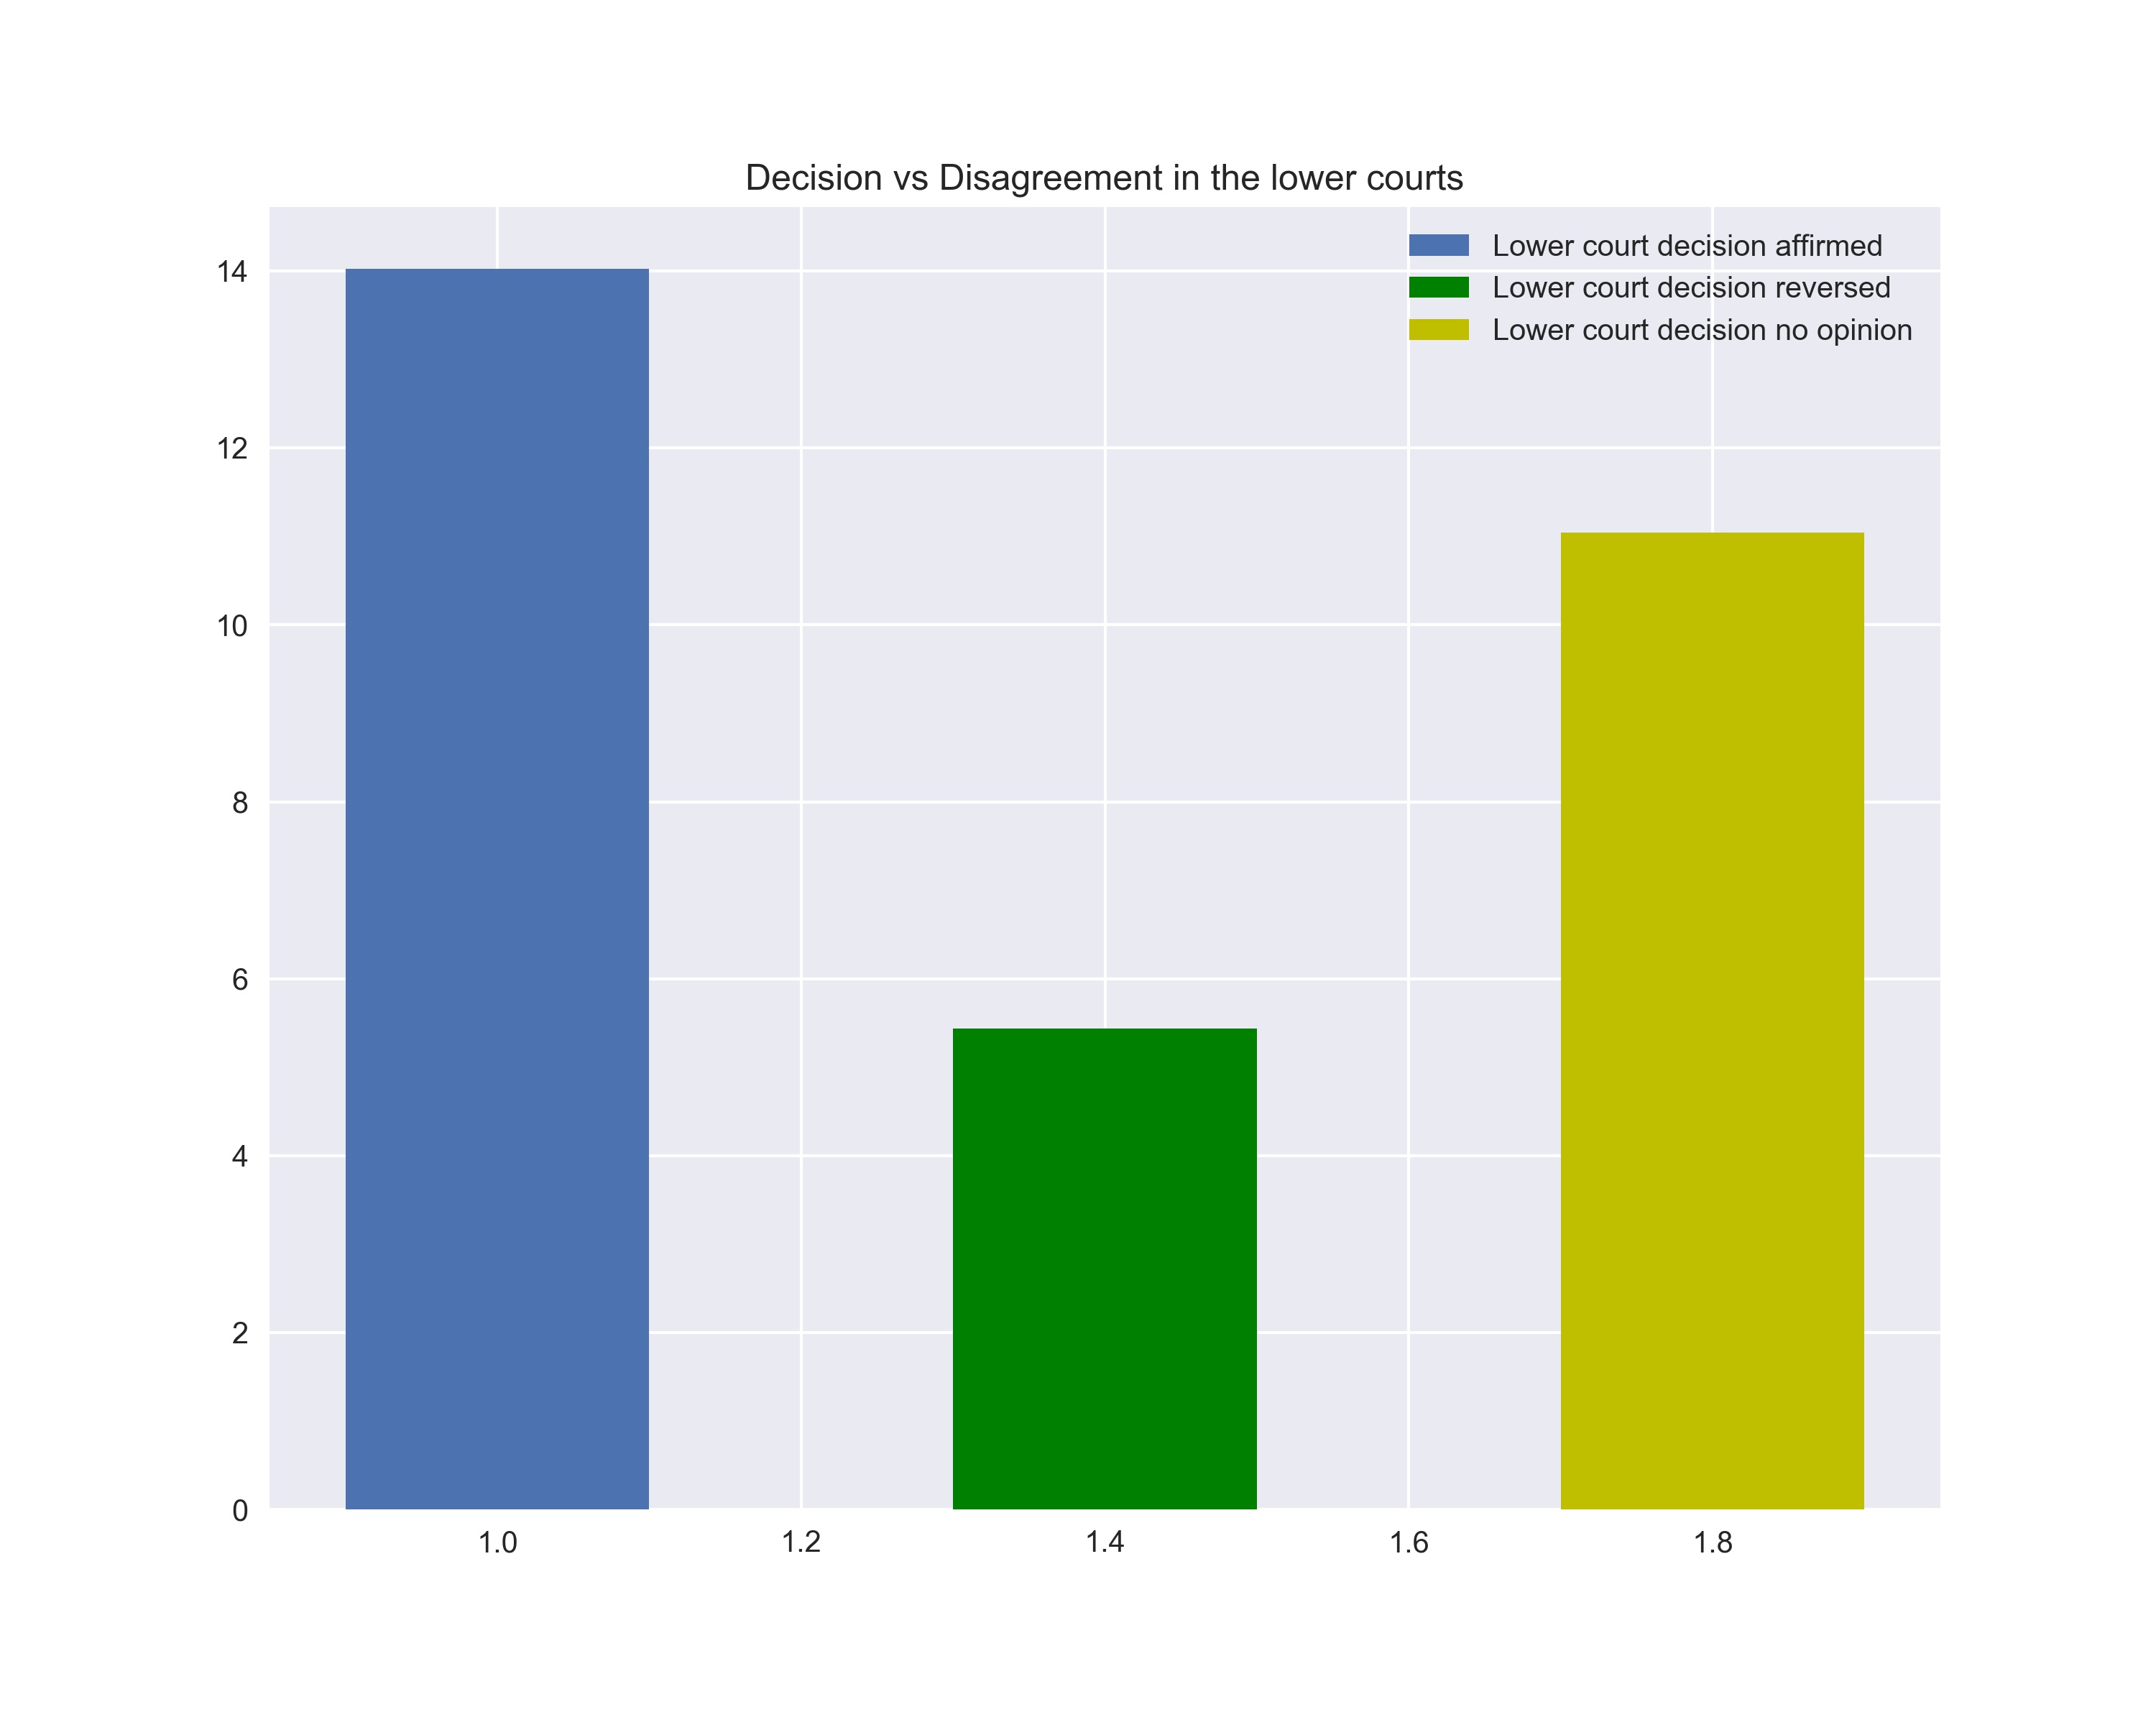 Decision vs Disagreement in the lower courts
Lower court decision affirmed
Lower court decision reversed
Lower court decision no opinion
14
12
10
8
6
4
2
0
1.0 1.2 1.4 1.6 1.8